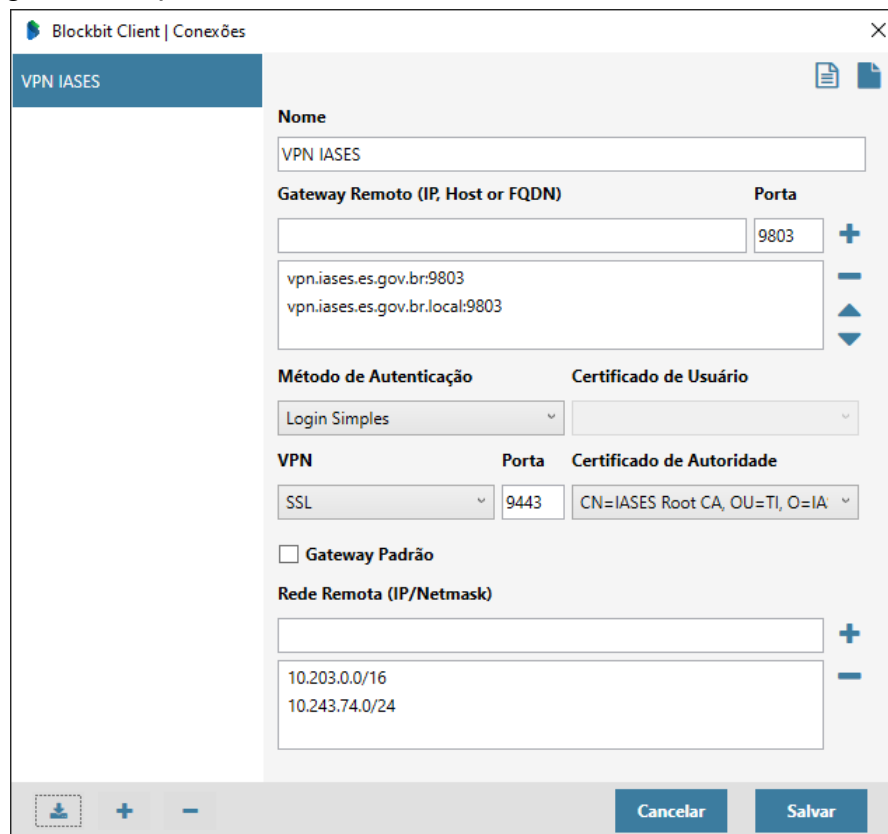 Blockbit Client | Conexões
VPN IASES
Nome
VPN IASES
Gateway Remoto (IP, Host or FQDN) Porta
9803
vpn.iases.es.gov.br:9803
vpn.iases.es.gov.br.local:9803
Método de Autenticação Certificado de Usuário
Login Simples
VPN Porta Certificado de Autoridade
SSL 9443 CN=IASES Root CA, OU=TI, O=IA
Gateway Padrão
Rede Remota (IP/Netmask)
10.203.0.0/16
10.243.74.0/24
Cancelar Salvar